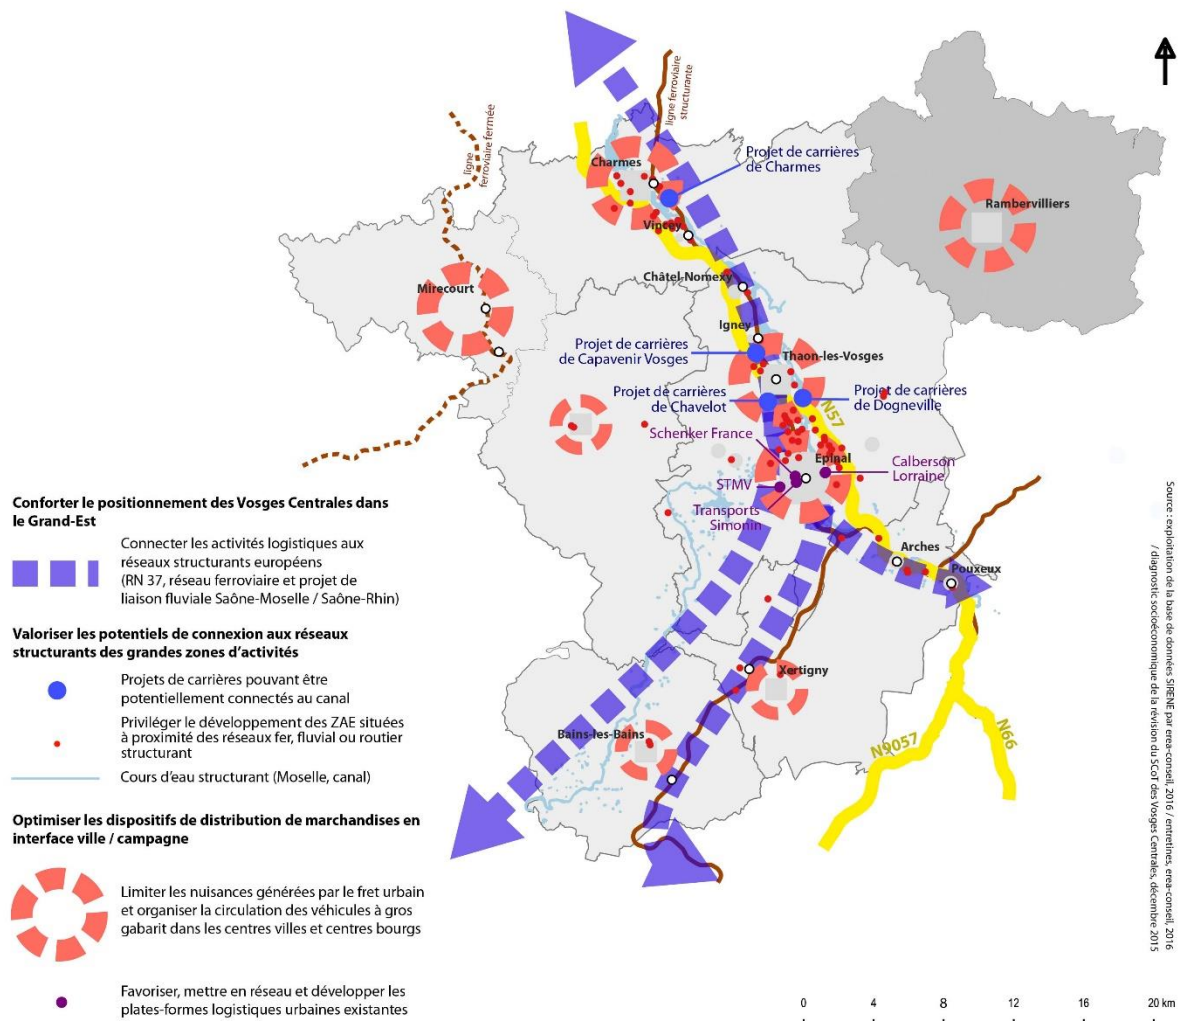 ligne ferroviaire
structurante
ligne
ferroviaire fermée
Charmes
Projet de carrières
de Charmes
Rambervilliers
Vincey
Mirecourt
Châtel-Nomexy
Igney
Projet de carrières
de Capavenir Vosges
Thaon-les-Vosges
Projet de carrières
de Chavelot
Projet de carrières
de Dogneville
N57
Schenker France
Epinal
Calberson
Lorraine
STMV
Transports
Simonin
Arches
Pouxeux
Xertigny
Bains-les-Bains
N9057
N66
Conforter le positionnement des Vosges Centrales dans
le Grand-Est
Connecter les activités logistiques aux
réseaux structurants européens
(RN 37, réseau ferroviaire et projet de
liaison fluviale Saône-Moselle / Saône-Rhin)
Valoriser les potentiels de connexion aux réseaux
structurants des grandes zones d'activités
Projets de carrières pouvant être
potentiellement connectés au canal
Privilégier le développement des ZAE situées
à proximité des réseaux fer, fluvial ou routier
structurant
Cours d'eau structurant (Moselle, canal)
Optimiser les dispositifs de distribution de marchandises en
interface ville / campagne
Limiter les nuisances générées par le fret urbain
et organiser la circulation des véhicules à gros
gabarit dans les centres villes et centres bourgs
Favoriser, mettre en réseau et développer les
plates-formes logistiques urbaines existantes
0 4 8 12 16 20 km
Source : exploitation de la base de données SIRENE par erea-conseil, 2016 / entretines, erea-conseil, 2016
/ diagnostic socioéconomique de la révision du SCoT des Vosges Centrales, décembre 2015